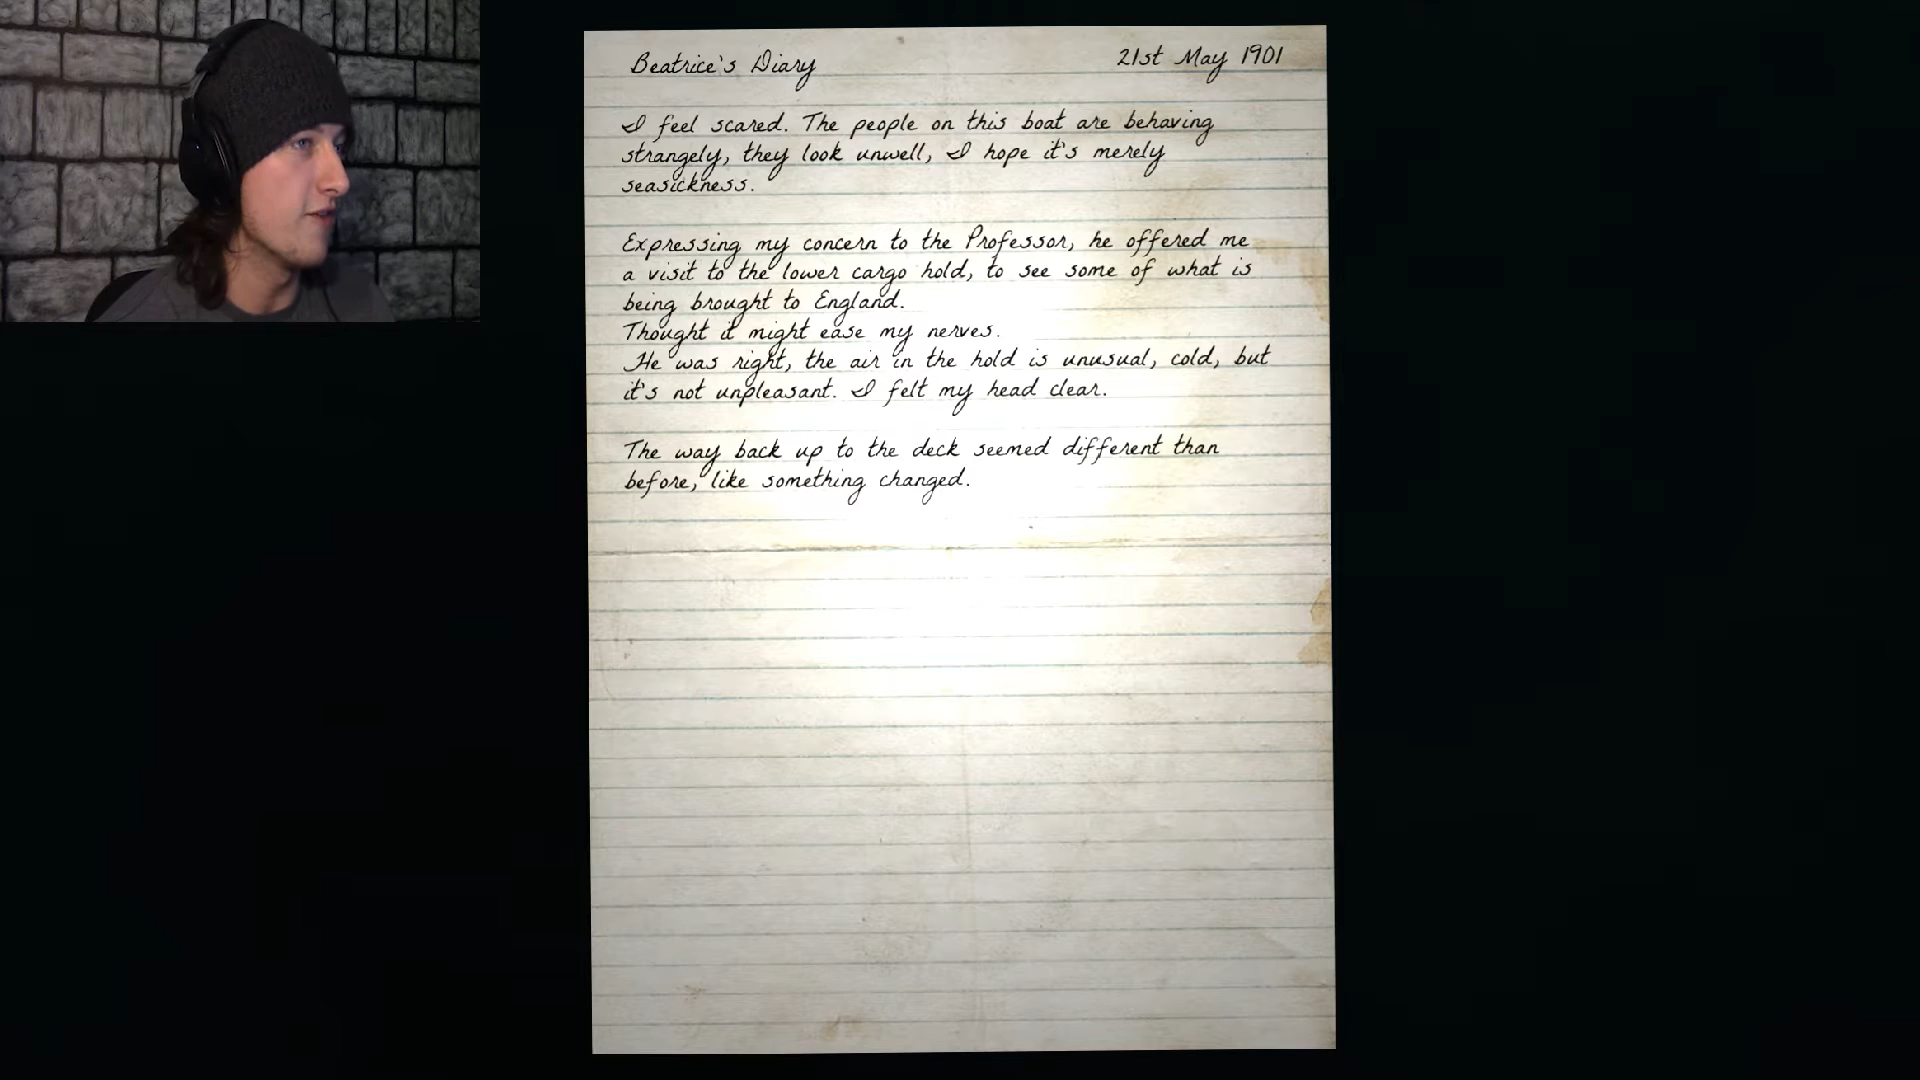 Beatrice's Diary
21st May 1901
I feel scared. The people on this boat are behaving
strangely, they look unwell, I hope it's merely
seasickness.
Expressing my concern to the Professor, he offered me
a visit to the lower cargo hold, to see some of what is
being brought to England.
Thought it might ease my nerves.
He was right, the air in the hold is unusual, cold, but
it's not unpleasant. I felt my head clear.
The way back up to the deck seemed different than
before, like something changed.